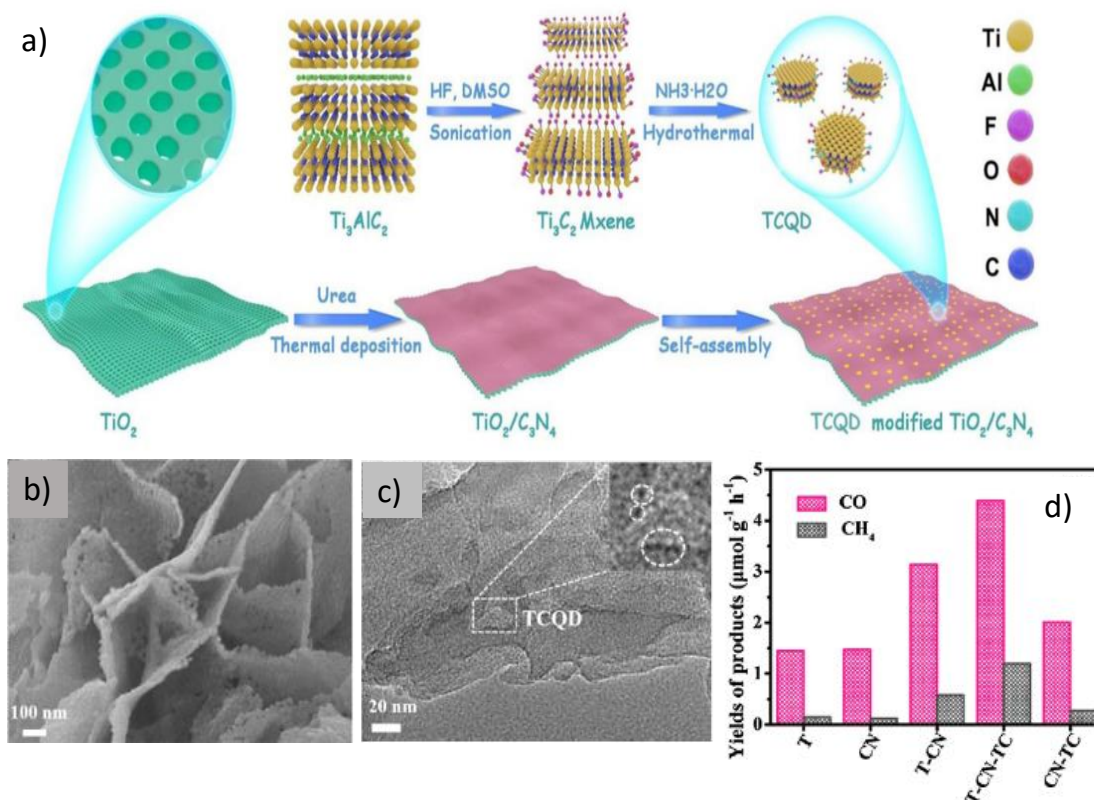 a)
Ti
Al
F
O
N
C
HF, DMSO
Sonication
NH3·H2O
Hydrothermal
Ti₃AlC₂
Ti₃C₂ Mxene
TCQD
Urea
Thermal deposition
Self-assembly
TiO₂
TiO₂/C₃N₄
TCQD modified TiO₂/C₃N₄
b)
100 nm
c)
TCQD
20 nm
d)
Yields of products (μmol g⁻¹ h⁻¹)
5
4
3
2
1
0
CO
CH₄
T
CN
T-CN
T-CN-TC
CN-TC